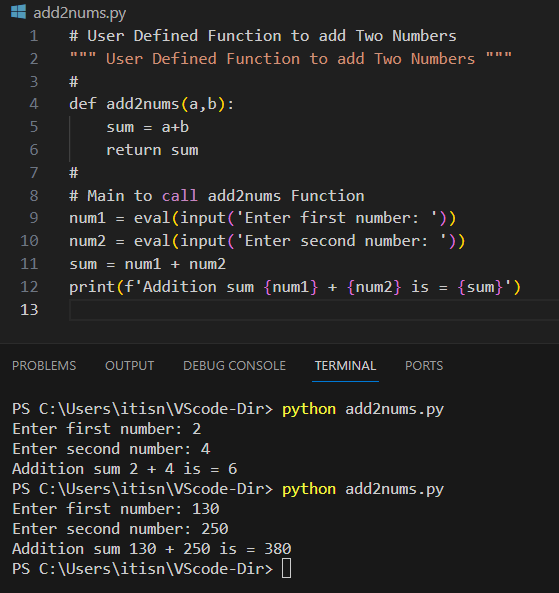 add2nums.py
1 # User Defined Function to add Two Numbers
2 """ User Defined Function to add Two Numbers """
3 #
4 def add2nums(a,b):
5     sum = a+b
6     return sum
7 #
8 # Main to call add2nums Function
9 num1 = eval(input('Enter first number: '))
10 num2 = eval(input('Enter second number: '))
11 sum = num1 + num2
12 print(f'Addition sum {num1} + {num2} is = {sum}')
13
PROBLEMS OUTPUT DEBUG CONSOLE TERMINAL PORTS
PS C:\Users\itisn\VScode-Dir> python add2nums.py
Enter first number: 2
Enter second number: 4
Addition sum 2 + 4 is = 6
PS C:\Users\itisn\VScode-Dir> python add2nums.py
Enter first number: 130
Enter second number: 250
Addition sum 130 + 250 is = 380
PS C:\Users\itisn\VScode-Dir>